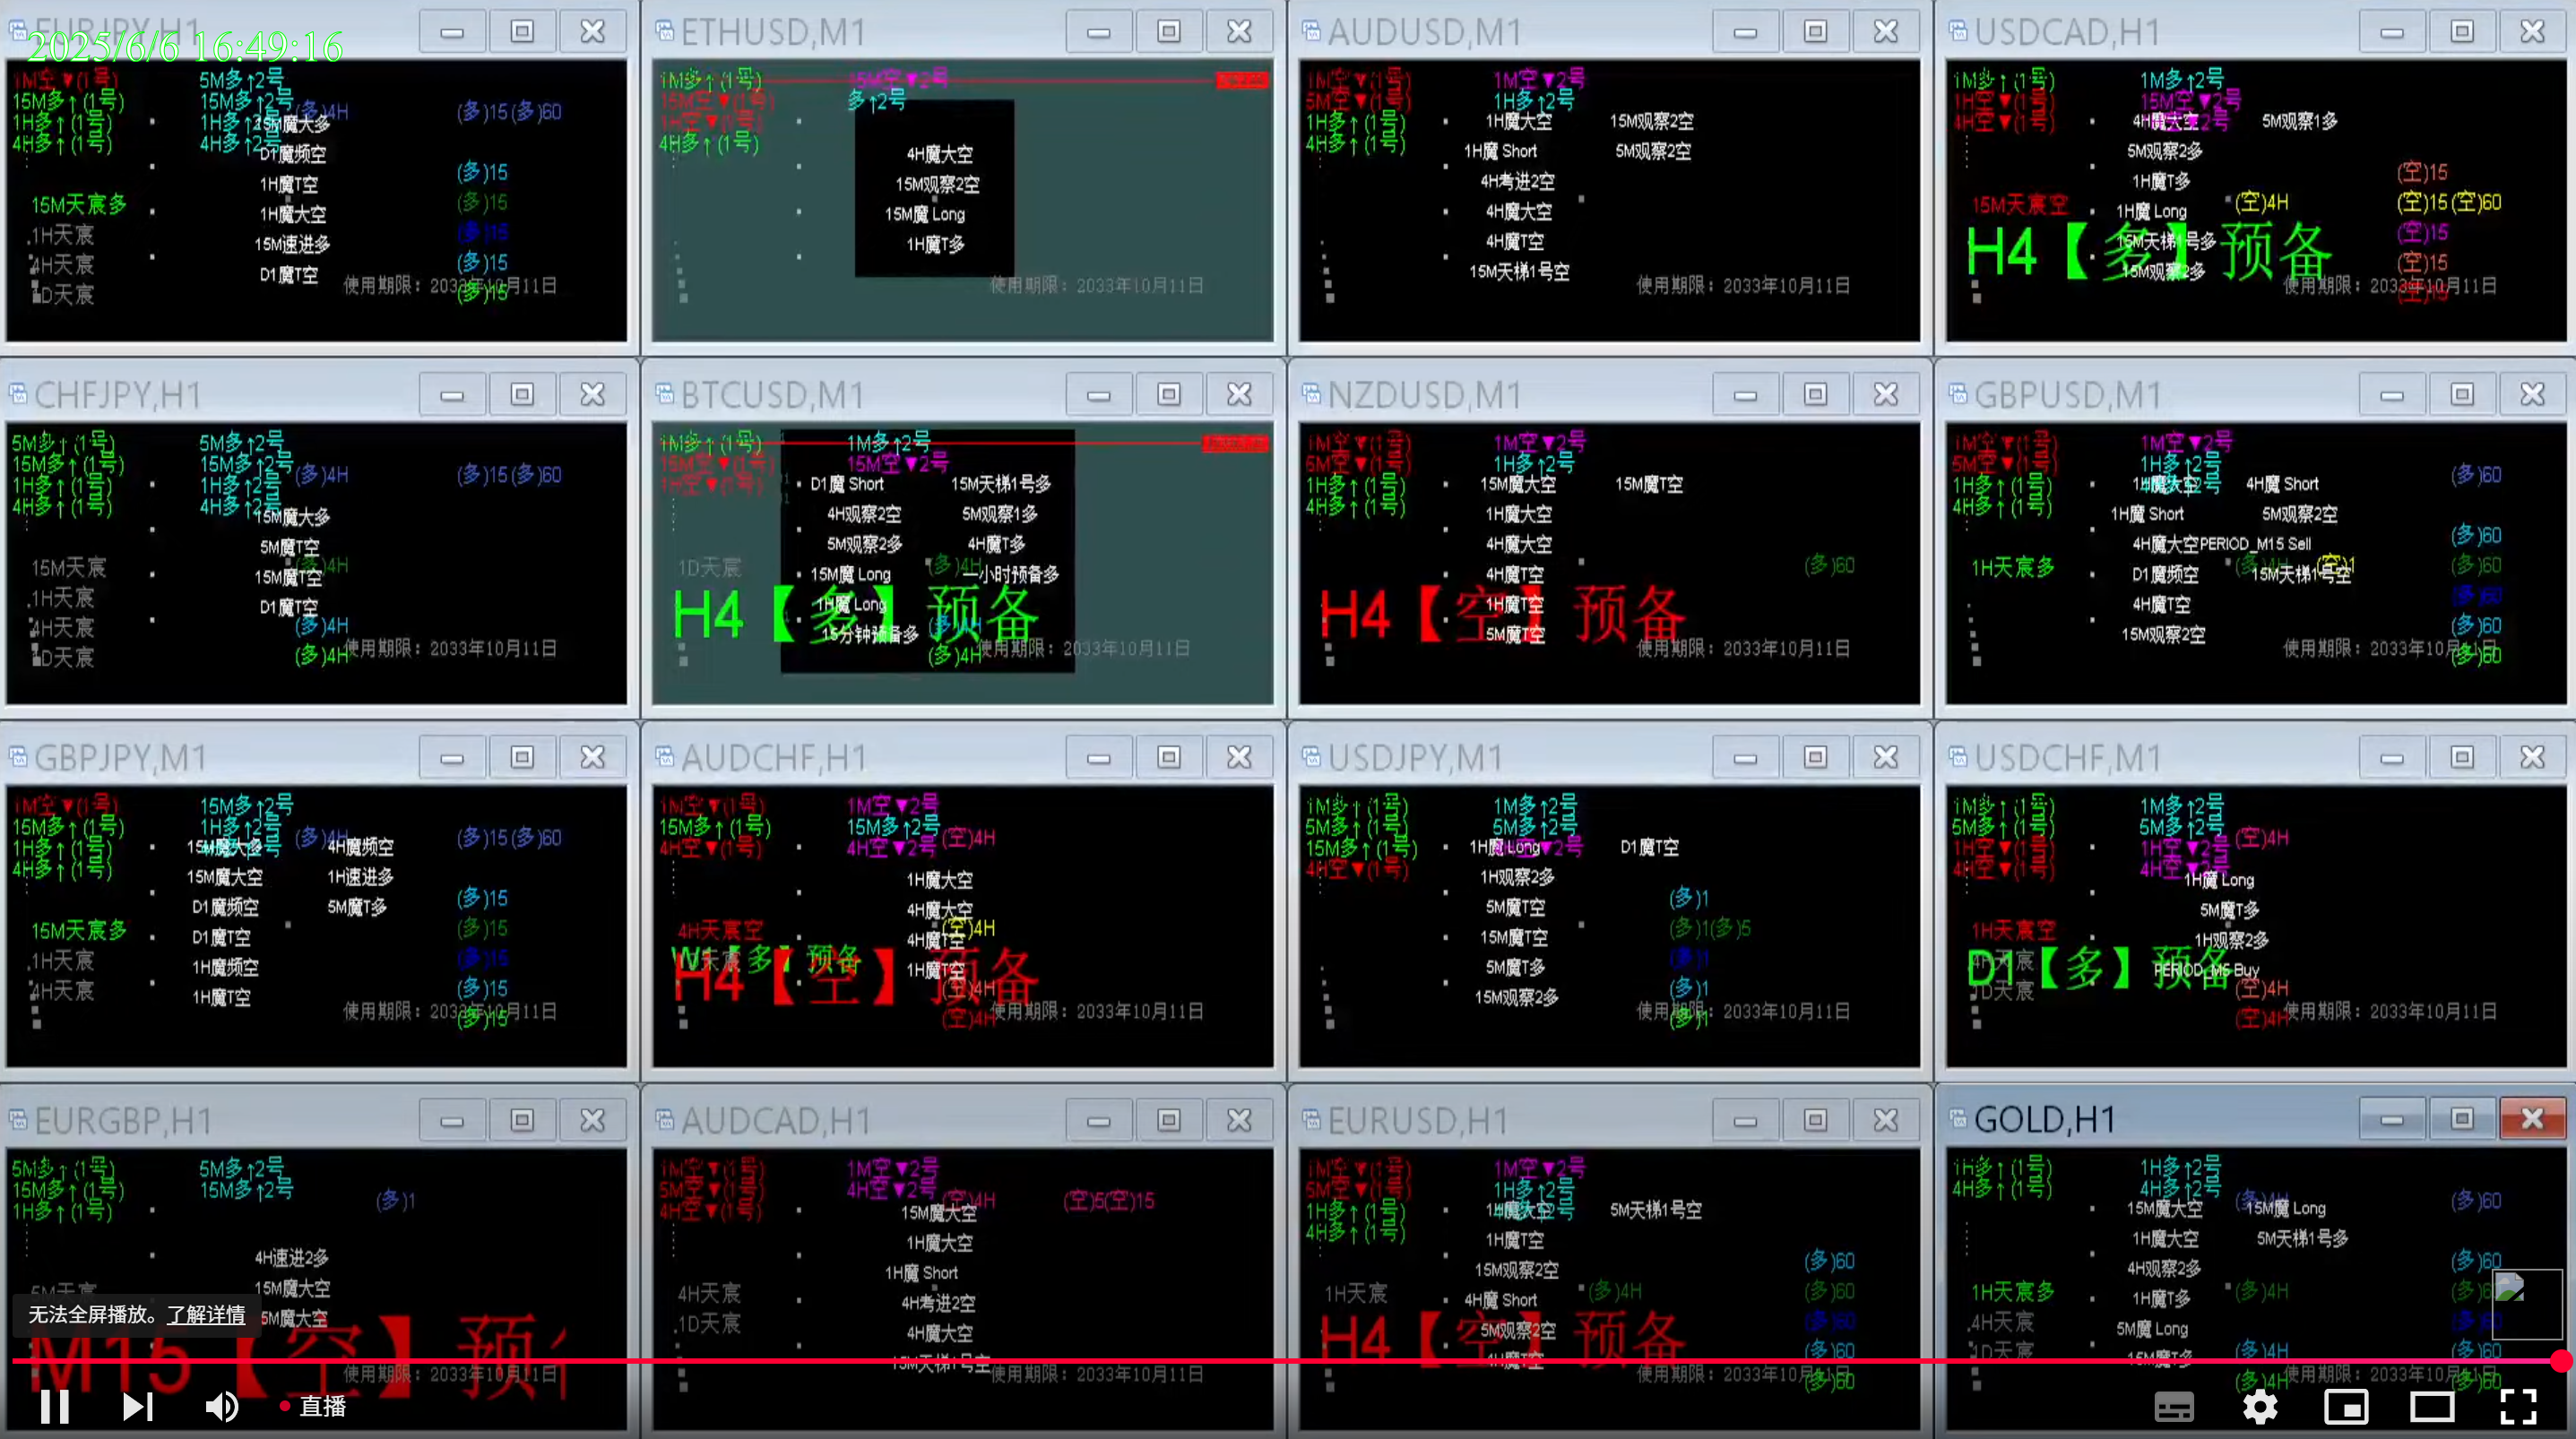 EURJPY,H1
2025/6/6 16:49:16
1M空▼(1号) 5M多↑2号
15M多↑(1号) 15M多↑2号 (多)4H (多)15(多)60
1H多↑(1号) 1H多↑2号 15M魔大多
4H多↑(1号) 4H多↑2号 D1魔频空
(多)15
1H魔T空
15M天宸多 (多)15
1H魔大空
.1H天宸 (多)15
15M速进多
4H天宸 (多)15
D1魔T空
1D天宸 使用期限：2033年10月11日 (多)15
ETHUSD,M1
1M多↑(1号) 15M空▼2号
15M空▼(1号) 多↑2号
1H空▼(1号)
4H多↑(1号)
4H魔大空
15M观察2空
15M魔 Long
1H魔T多
使用期限：2033年10月11日
AUDUSD,M1
1M空▼(1号) 1M空▼2号
5M空▼(1号) 1H多↑2号
1H多↑(1号) 1H魔大空 15M观察2空
4H多↑(1号) 1H魔 Short 5M观察2空
4H考进2空
4H魔大空
4H魔T空
15M天梯1号空
使用期限：2033年10月11日
USDCAD,H1
1M多↑(1号) 1M多↑2号
1H空▼(1号) 15M空▼2号
4H空▼(1号) 4H魔大空 5M观察1多
5M观察2多
1H魔T多 (空)15
15M天宸空 1H魔 Long (空)4H (空)15(空)60
15M天梯1号多 (空)15
H4【多】预备
15M观察2多 (空)15
使用期限：2033年10月11日 (空)15
CHFJPY,H1
5M多↑(1号) 5M多↑2号
15M多↑(1号) 15M多↑2号 (多)4H (多)15(多)60
1H多↑(1号) 1H多↑2号
4H多↑(1号) 4H多↑2号 15M魔大多
5M魔T空
15M天宸 (多)4H
15M魔T空
.1H天宸 D1魔T空
4H天宸 (多)4H
1D天宸 (多)4H 使用期限：2033年10月11日
BTCUSD,M1
1M多↑(1号) 1M多↑2号
15M空▼(1号) 15M空▼2号
1H空▼(1号) D1魔 Short 15M天梯1号多
4H观察2空 5M观察1多
5M观察2多 4H魔T多
1D天宸 15M魔 Long (多)4H 一小时预备多
1H魔 Long
H4【多】预备
15分钟预备多
(多)4H 使用期限：2033年10月11日
NZDUSD,M1
1M空▼(1号) 1M空▼2号
5M空▼(1号) 1H多↑2号
1H多↑(1号) 15M魔大空 15M魔T空
4H多↑(1号) 1H魔大空
4H魔大空
4H魔T空 (多)60
1H魔T空
H4【空】预备
5M魔T空
使用期限：2033年10月11日
GBPUSD,M1
1M空▼(1号) 1M空▼2号
5M空▼(1号) 1H多↑2号
1H多↑(1号) 1H魔大空 4H魔 Short (多)60
4H多↑(1号) 1H魔 Short 5M观察2空
4H魔大空PERIOD_M15 Sell (多)60
1H天宸多 D1魔频空 (多)4H 15M天梯1号空 (空)1 (多)60
4H魔T空 (多)60
15M观察2空 (多)60
使用期限：2033年10月11日 (多)60
GBPJPY,M1
1M空▼(1号) 15M多↑2号
15M多↑(1号) 1H多↑2号 (多)4H (多)15(多)60
1H多↑(1号) 15M魔大多 4H魔频空
4H多↑(1号) 15M魔大空 1H速进多
D1魔频空 5M魔T多 (多)15
15M天宸多 D1魔T空 (多)15
.1H天宸 1H魔频空 (多)15
4H天宸 1H魔T空 (多)15
使用期限：2033年10月11日 (多)15
AUDCHF,H1
1M空▼(1号) 1M空▼2号
15M多↑(1号) 15M多↑2号 (空)4H
4H空▼(1号) 4H空▼2号
1H魔大空
4H魔大空
4H天宸空 (空)4H
4H魔T空
W1【多】预备
1H魔T空
H4【空】预备
(空)4H
(空)4H 使用期限：2033年10月11日
USDJPY,M1
1M多↑(1号) 1M多↑2号
5M多↑(1号) 5M多↑2号
15M多↑(1号) 1H魔 Long D1魔T空
4H空▼(1号) 1H观察2多
5M魔T空 (多)1
15M魔T空 (多)1(多)5
5M魔T多 (多)1
15M观察2多 (多)1
使用期限：2033年10月11日 (多)1
USDCHF,M1
1M多↑(1号) 1M多↑2号
5M多↑(1号) 5M多↑2号 (空)4H
1H空▼(1号) 1H空▼2号
4H空▼(1号) 4H空▼2号
1H魔 Long
5M魔T多
1H天宸空 1H观察2多
4H天宸
D1【多】预备
PERIOD_M5 Buy
1D天宸 (空)4H
(空)4H 使用期限：2033年10月11日
EURGBP,H1
5M多↑(1号) 5M多↑2号
15M多↑(1号) 15M多↑2号 (多)1
1H多↑(1号)
4H速进2多
5M天宸 15M魔大空
5M魔大空
M15【空】预
使用期限：2033年10月11日
AUDCAD,H1
1M空▼(1号) 1M空▼2号
5M空▼(1号) 4H空▼2号 (空)4H (空)5(空)15
4H空▼(1号) 15M魔大空
1H魔大空
1H魔 Short
4H天宸 4H考进2空
.1D天宸 4H魔大空
15M天梯1号空
使用期限：2033年10月11日
EURUSD,H1
1M空▼(1号) 1M空▼2号
5M空▼(1号) 1H多↑2号
1H多↑(1号) 1H魔大空 5M天梯1号空
4H多↑(1号) 1H魔T空
15M观察2空 (多)60
1H天宸 4H魔 Short (多)4H (多)60
5M观察2空 (多)60
H4【空】预备
4H魔T空 (多)60
使用期限：2033年10月11日 (多)60
GOLD,H1
1H多↑(1号) 1H多↑2号
4H多↑(1号) 4H多↑2号 (多)4H (多)60
15M魔大空 15M魔 Long
1H魔大空 5M天梯1号多
4H观察2多 (多)60
1H天宸多 1H魔T多 (多)4H
.4H天宸 5M魔 Long
1D天宸 15M魔T多 (多)4H (多)60
(多)4H 使用期限：2033年10月11日 (多)60
无法全屏播放。了解详情
直播